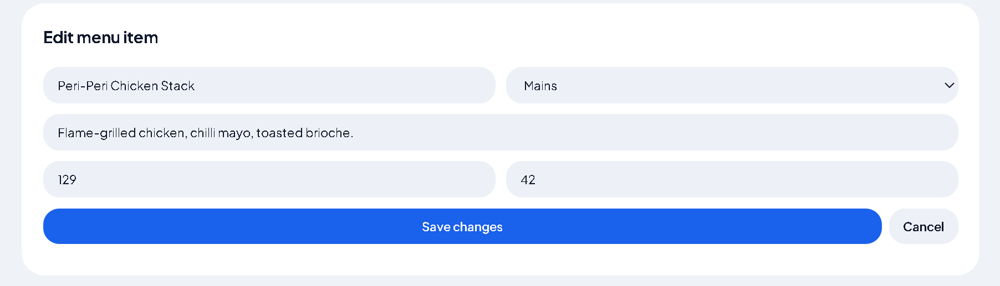 Edit menu item
Peri-Peri Chicken Stack
Mains
Flame-grilled chicken, chilli mayo, toasted brioche.
129
42
Save changes
Cancel